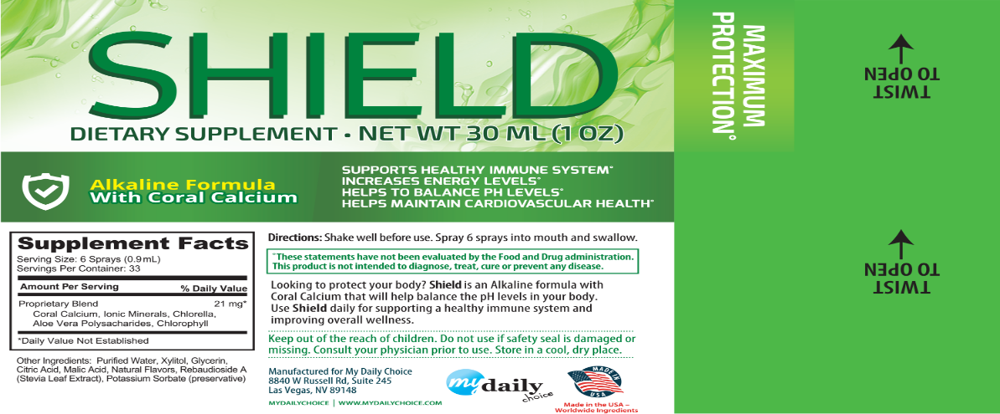 SHIELD
DIETARY SUPPLEMENT • NET WT 30 ML (1 OZ)
Alkaline Formula
With Coral Calcium
SUPPORTS HEALTHY IMMUNE SYSTEM°
INCREASES ENERGY LEVELS°
HELPS TO BALANCE PH LEVELS°
HELPS MAINTAIN CARDIOVASCULAR HEALTH°
Supplement Facts
Serving Size: 6 Sprays (0.9mL)
Servings Per Container: 33
Amount Per Serving % Daily Value
Proprietary Blend 21 mg*
Coral Calcium, Ionic Minerals, Chlorella,
Aloe Vera Polysacharides, Chlorophyll
*Daily Value Not Established
Other Ingredients: Purified Water, Xylitol, Glycerin,
Citric Acid, Malic Acid, Natural Flavors, Rebaudioside A
(Stevia Leaf Extract), Potassium Sorbate (preservative)
Directions: Shake well before use. Spray 6 sprays into mouth and swallow.
°These statements have not been evaluated by the Food and Drug administration.
This product is not intended to diagnose, treat, cure or prevent any disease.
Looking to protect your body? Shield is an Alkaline formula with
Coral Calcium that will help balance the pH levels in your body.
Use Shield daily for supporting a healthy immune system and
improving overall wellness.
Keep out of the reach of children. Do not use if safety seal is damaged or
missing. Consult your physician prior to use. Store in a cool, dry place.
Manufactured for My Daily Choice
8840 W Russell Rd, Suite 245
Las Vegas, NV 89148
MYDAILYCHOICE | WWW.MYDAILYCHOICE.COM
my daily
choice
MADE IN
USA
Made in the USA –
Worldwide Ingredients
MAXIMUM
PROTECTION°
TWIST
TO OPEN
TWIST
TO OPEN